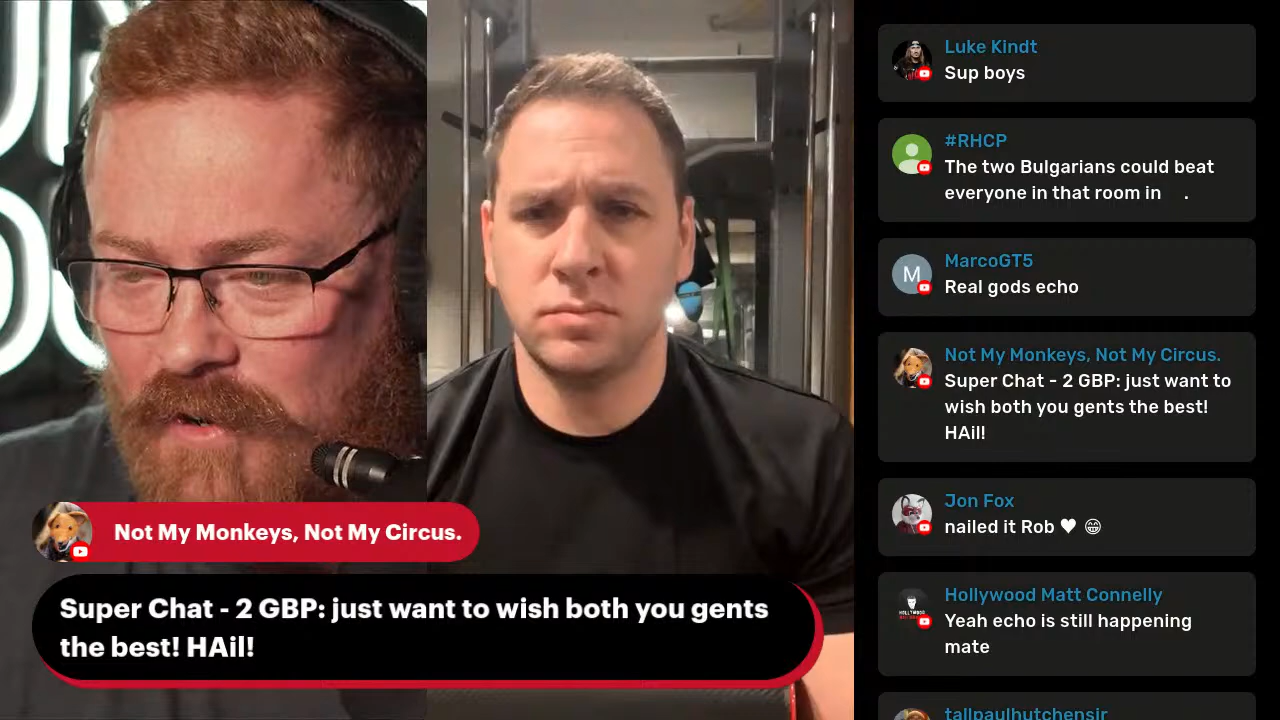 Luke Kindt
Sup boys
#RHCP
The two Bulgarians could beat
everyone in that room in .
M
MarcoGT5
Real gods echo
Not My Monkeys, Not My Circus.
Super Chat - 2 GBP: just want to
wish both you gents the best!
HAil!
Jon Fox
nailed it Rob ♥ 😁
Hollywood Matt Connelly
Yeah echo is still happening
mate
tallpaulhutchensir
Not My Monkeys, Not My Circus.
Super Chat - 2 GBP: just want to wish both you gents
the best! HAil!